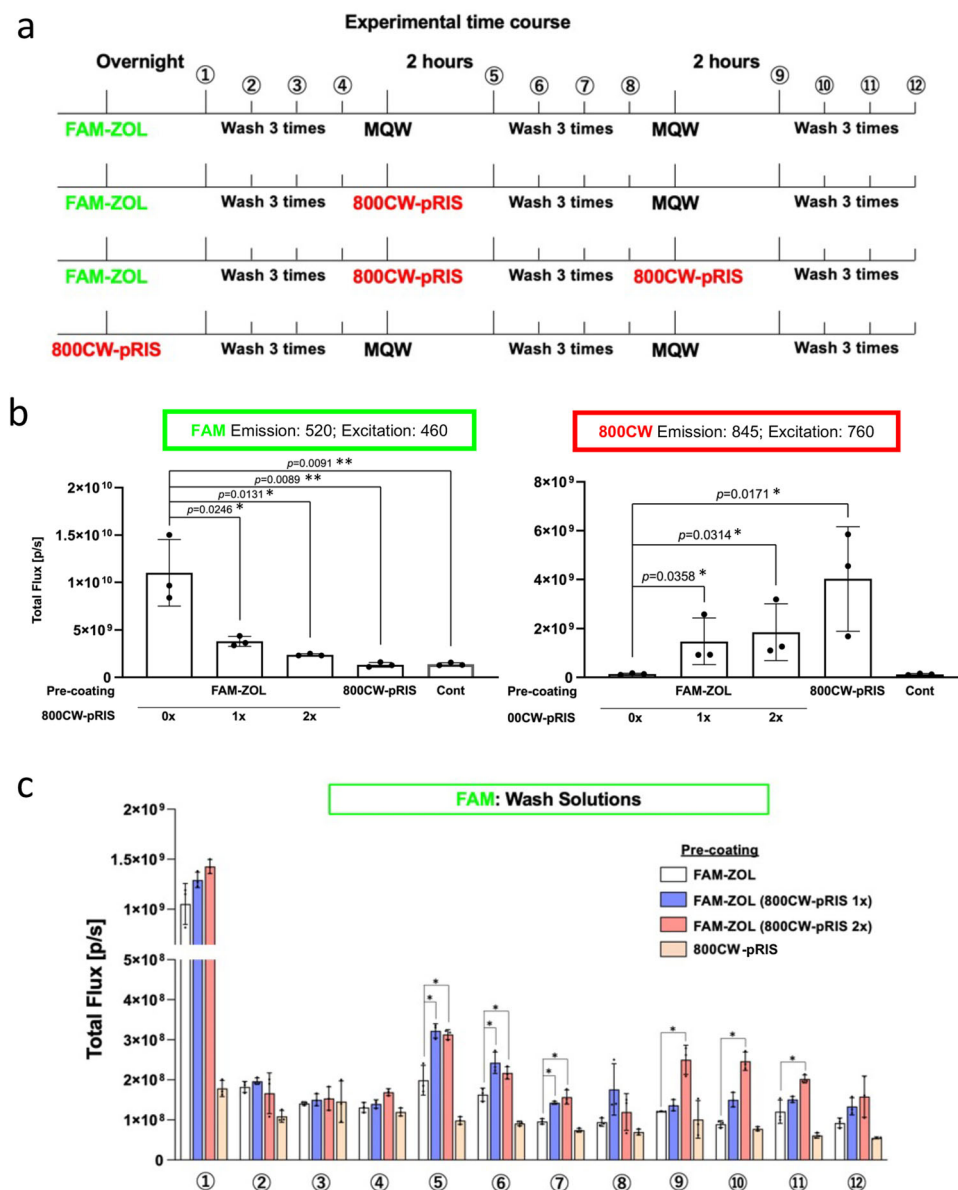 a
Experimental time course
Overnight ① ② ③ ④ 2 hours ⑤ ⑥ ⑦ ⑧ 2 hours ⑨ ⑩ ⑪ ⑫
FAM-ZOL Wash 3 times MQW Wash 3 times MQW Wash 3 times
FAM-ZOL Wash 3 times 800CW-pRIS Wash 3 times MQW Wash 3 times
FAM-ZOL Wash 3 times 800CW-pRIS Wash 3 times 800CW-pRIS Wash 3 times
800CW-pRIS Wash 3 times MQW Wash 3 times MQW Wash 3 times
b
FAM Emission: 520; Excitation: 460
p=0.0091 **
p=0.0089 **
p=0.0131 *
p=0.0246 *
Total Flux [p/s]
2×10¹⁰
1.5×10¹⁰
1×10¹⁰
5×10⁹
0
Pre-coating FAM-ZOL 800CW-pRIS Cont
800CW-pRIS 0x 1x 2x
800CW Emission: 845; Excitation: 760
p=0.0171 *
p=0.0314 *
p=0.0358 *
Total Flux [p/s]
8×10⁹
6×10⁹
4×10⁹
2×10⁹
0
Pre-coating FAM-ZOL 800CW-pRIS Cont
00CW-pRIS 0x 1x 2x
c
FAM: Wash Solutions
Pre-coating
FAM-ZOL
FAM-ZOL (800CW-pRIS 1x)
FAM-ZOL (800CW-pRIS 2x)
800CW-pRIS
Total Flux [p/s]
2×10⁹
1.5×10⁹
1×10⁹
5×10⁸
4×10⁸
3×10⁸
2×10⁸
1×10⁸
0
* * * * * * * * *
① ② ③ ④ ⑤ ⑥ ⑦ ⑧ ⑨ ⑩ ⑪ ⑫